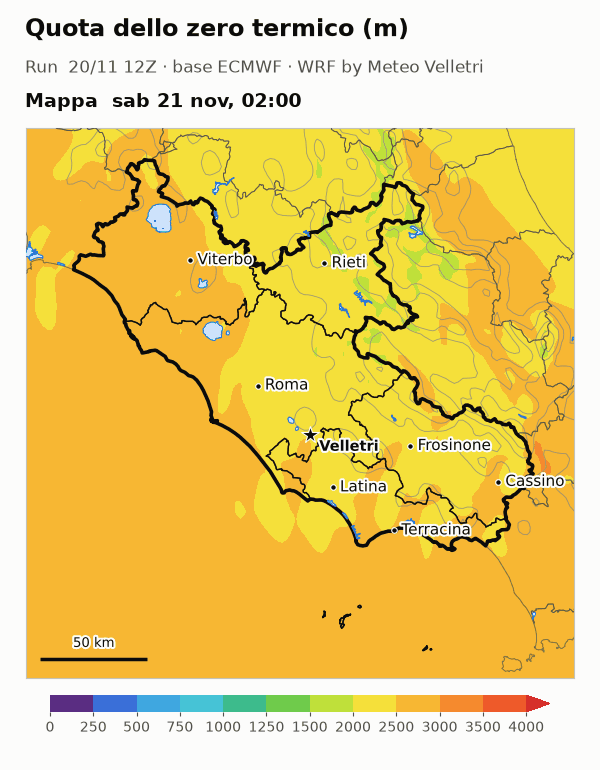 Quota dello zero termico (m)
Run  20/11 12Z · base ECMWF · WRF by Meteo Velletri
Mappa  sab 21 nov, 02:00
Viterbo
Rieti
Roma
Velletri
Frosinone
Cassino
Latina
Terracina
50 km
0 250 500 750 1000 1250 1500 2000 2500 3000 3500 4000